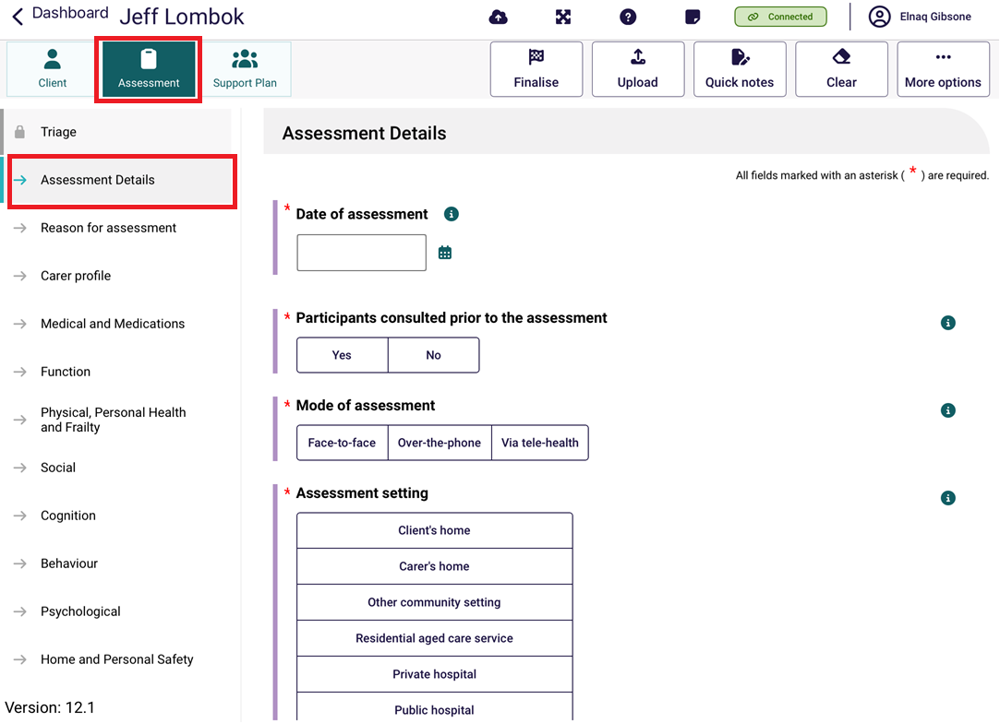 Dashboard Jeff Lombok
Connected
Elnaq Gibsone
Client
Assessment
Support Plan
Finalise
Upload
Quick notes
Clear
More options
Triage
Assessment Details
Reason for assessment
Carer profile
Medical and Medications
Function
Physical, Personal Health
and Frailty
Social
Cognition
Behaviour
Psychological
Home and Personal Safety
Version: 12.1
Assessment Details
All fields marked with an asterisk ( * ) are required.
* Date of assessment
* Participants consulted prior to the assessment
Yes No
* Mode of assessment
Face-to-face Over-the-phone Via tele-health
* Assessment setting
Client's home
Carer's home
Other community setting
Residential aged care service
Private hospital
Public hospital